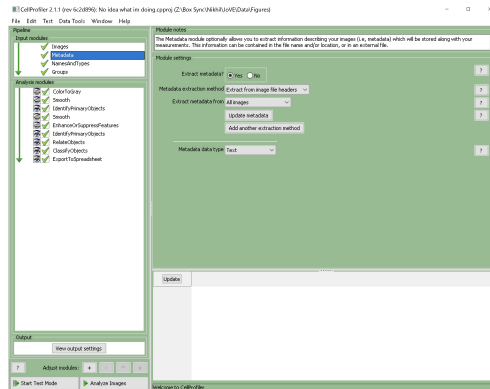 CellProfiler 2.1.1 (rev 6c2d896): No idea what im doing.cpproj (Z:\Box Sync\Nikhil\JoVE\Data\Figures)
File Edit Test Data Tools Window Help
Pipeline
Input modules
Images
Metadata
NamesAndTypes
Groups
Analysis modules
ColorToGray
Smooth
IdentifyPrimaryObjects
Smooth
EnhanceOrSuppressFeatures
IdentifyPrimaryObjects
RelateObjects
ClassifyObjects
ExportToSpreadsheet
Output
View output settings
? Adjust modules: + - ^ v
Start Test Mode Analyze Images
Module notes
The Metadata module optionally allows you to extract information describing your images (i.e, metadata) which will be stored along with your
measurements. This information can be contained in the file name and/or location, or in an external file.
Module settings
Extract metadata? Yes No ?
Metadata extraction method Extract from image file headers ?
Extract metadata from All images ?
Update metadata
Add another extraction method
Metadata data type Text ?
Update
Welcome to CellProfiler